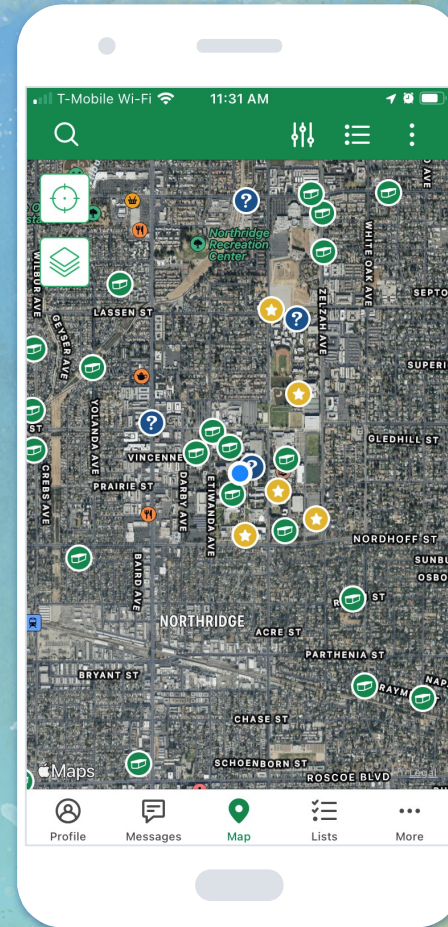 T-Mobile Wi-Fi 11:31 AM
Northridge
Recreation
Center
WILBUR AVE
WHITE OAK AVE
LASSEN ST
ZELZAH AVE
SEPTO
GEYSER AVE
SUPERI
ST
YOLANDA AVE
GLEDHILL ST
VINCENNE
CREBS AVE
PRAIRIE ST
DARBY AVE
ETIWANDA AVE
NORDHOFF ST
SUNBU
OSBO
BAIRD AVE
ST
NORTHRIDGE
ACRE ST
PARTHENIA ST
BRYANT ST
RAYM
NAP
CHASE ST
SCHOENBORN ST
Maps
ROSCOE BLVD
Legal
Profile Messages Map Lists More